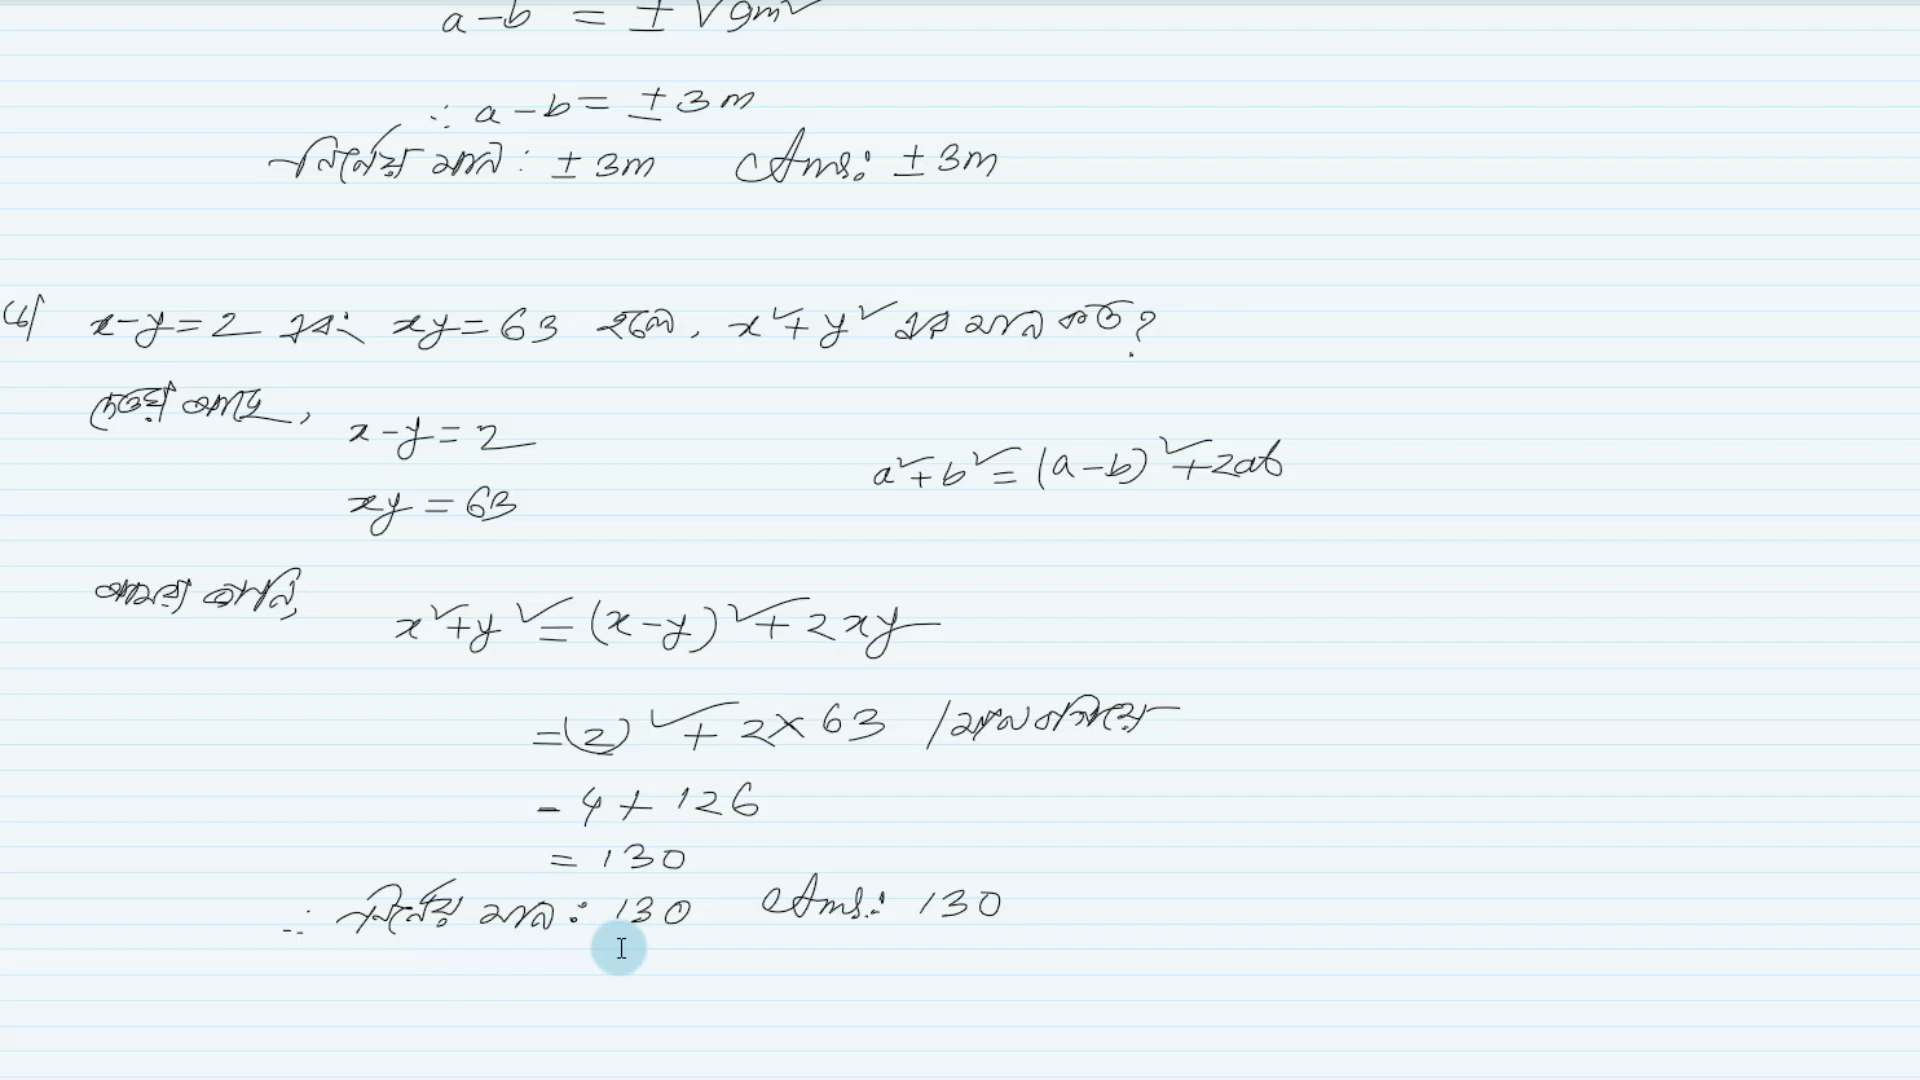 a-b = ±√9m²
∴ a-b = ±3m
নির্ণেয় মান: ±3m Ans: ±3m
৫| x-y=2 এবং xy=63 হলে, x²+y² এর মান কত?
দেওয়া আছে,
x-y=2
a²+b²=(a-b)²+2ab
xy=63
আমরা জানি,
x²+y²=(x-y)²+2xy
=(2)²+2×63 /মান বসিয়ে
= 4+126
= 130
∴ নির্ণেয় মান: 130 Ans: 130